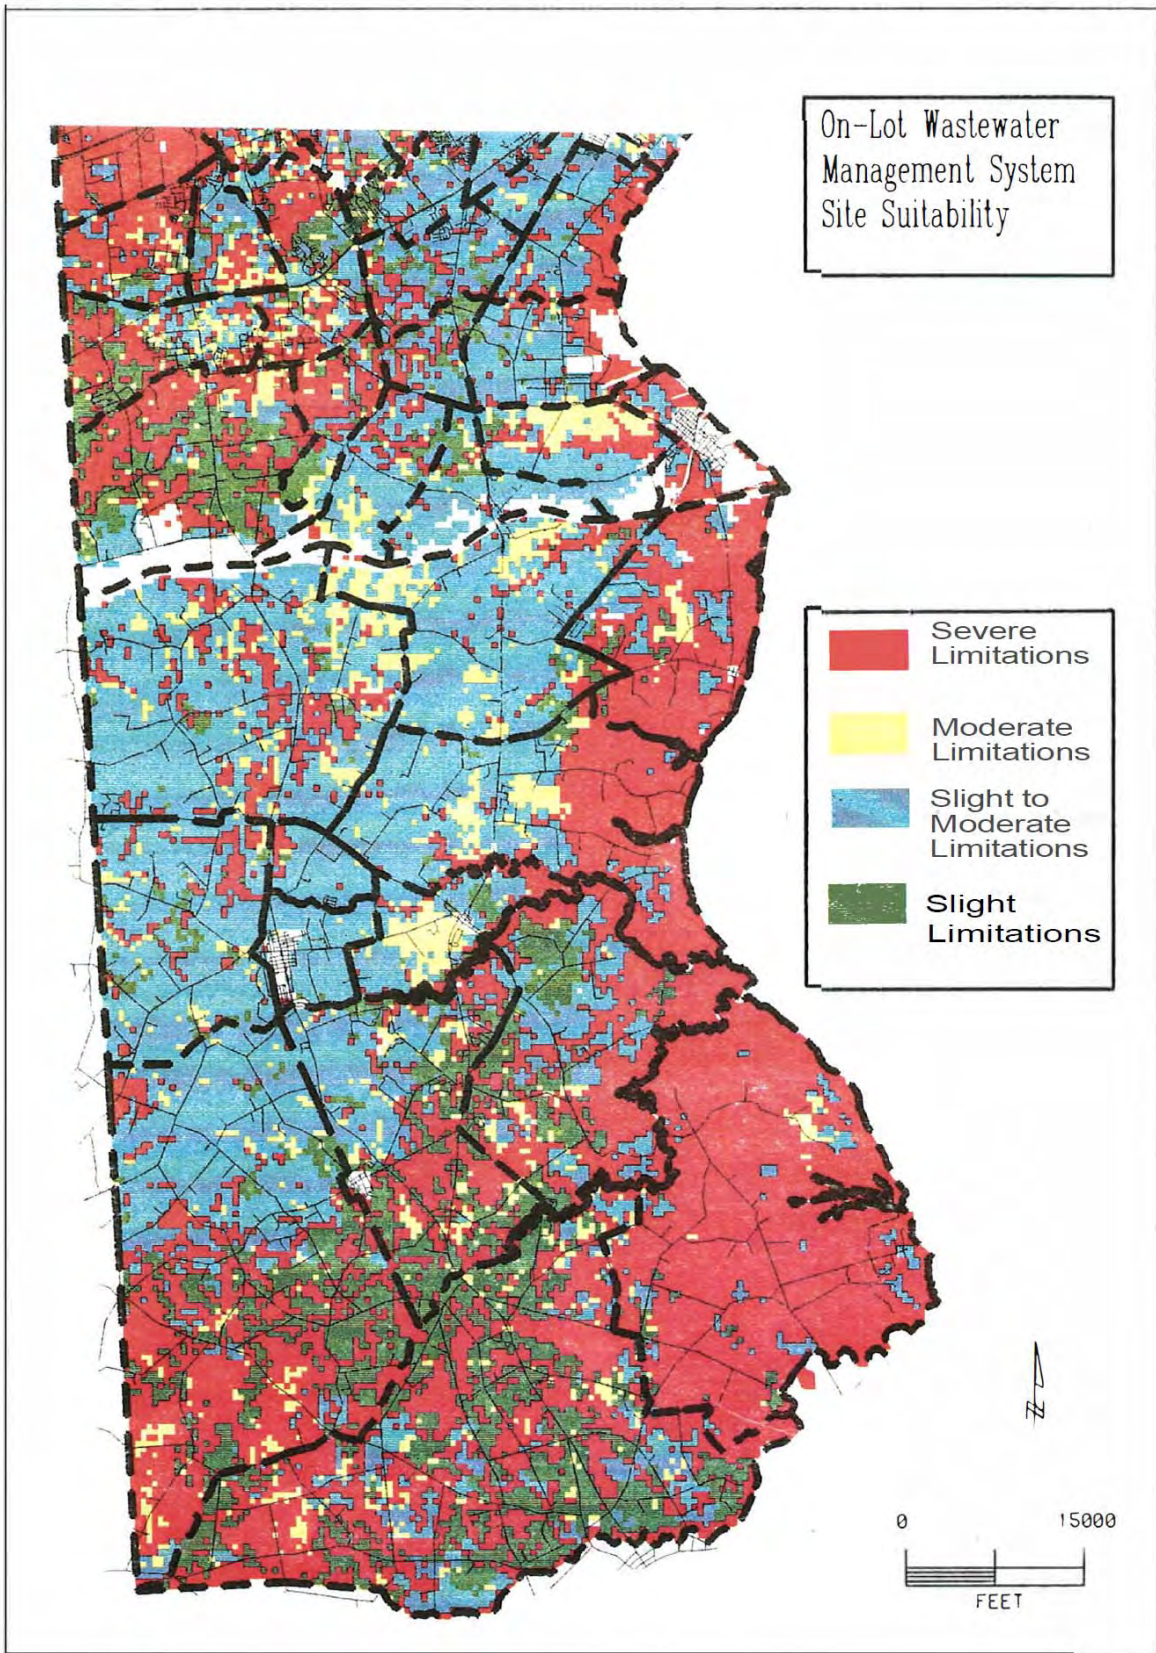 On-Lot Wastewater
Management System
Site Suitability
Severe
Limitations
Moderate
Limitations
Slight to
Moderate
Limitations
Slight
Limitations
0 15000
FEET